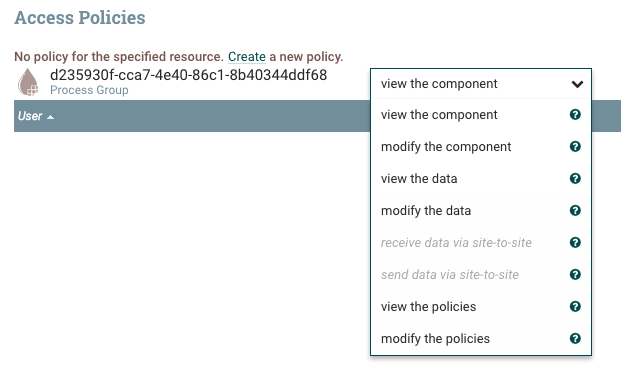 Access Policies
No policy for the specified resource. Create a new policy.
d235930f-cca7-4e40-86c1-8b40344ddf68
Process Group
view the component
User
view the component
modify the component
view the data
modify the data
receive data via site-to-site
send data via site-to-site
view the policies
modify the policies